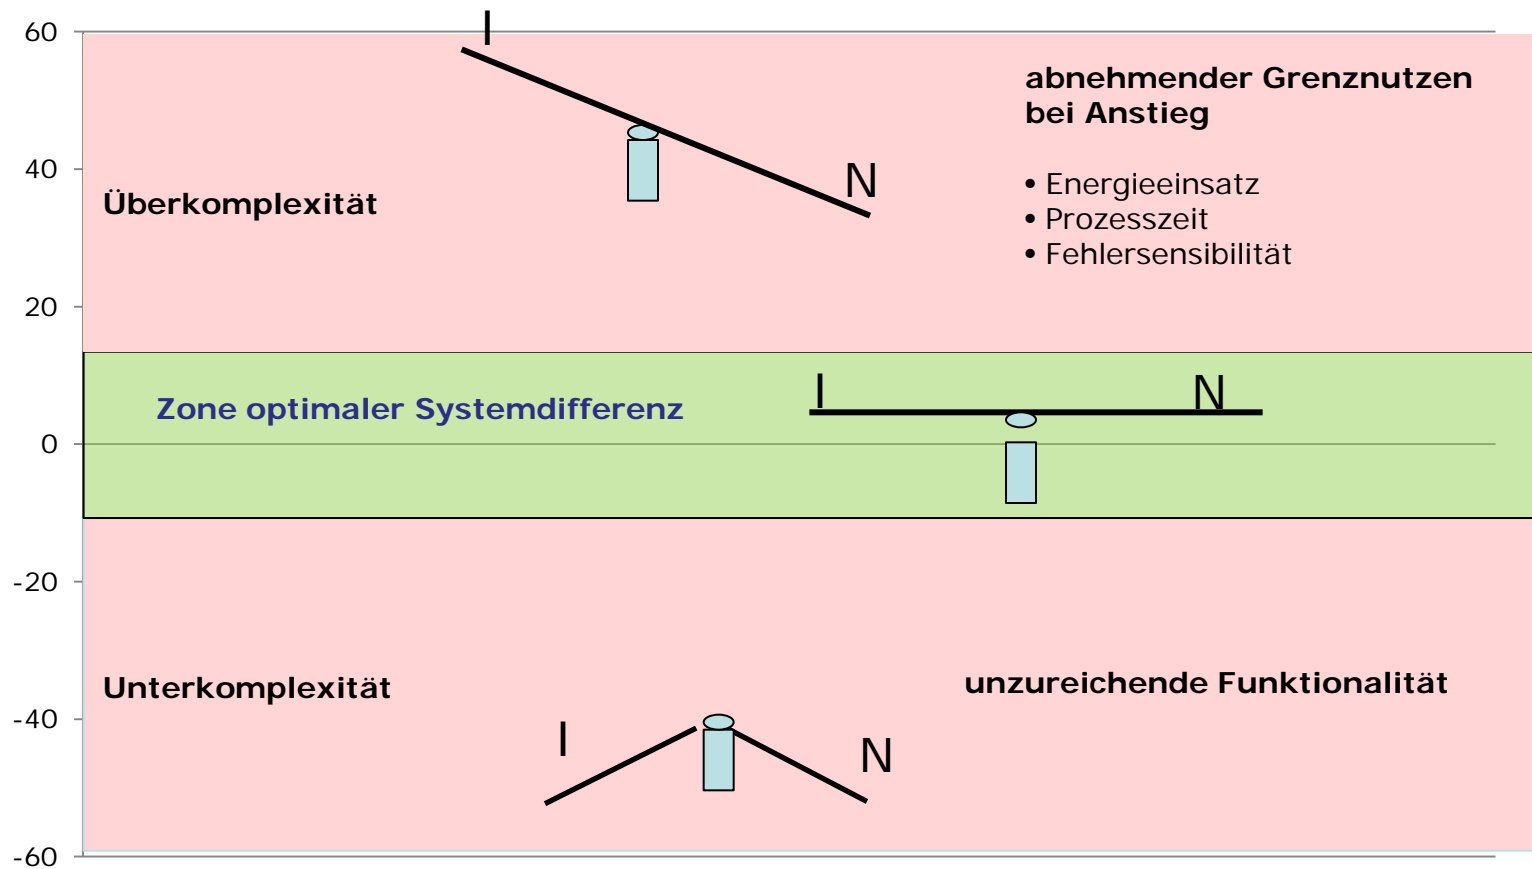 60
I
abnehmender Grenznutzen
bei Anstieg
40
N
• Energieeinsatz
Überkomplexität
• Prozesszeit
• Fehlersensibilität
20
I
N
Zone optimaler Systemdifferenz
0
-20
Unterkomplexität
unzureichende Funktionalität
-40
I
N
-60